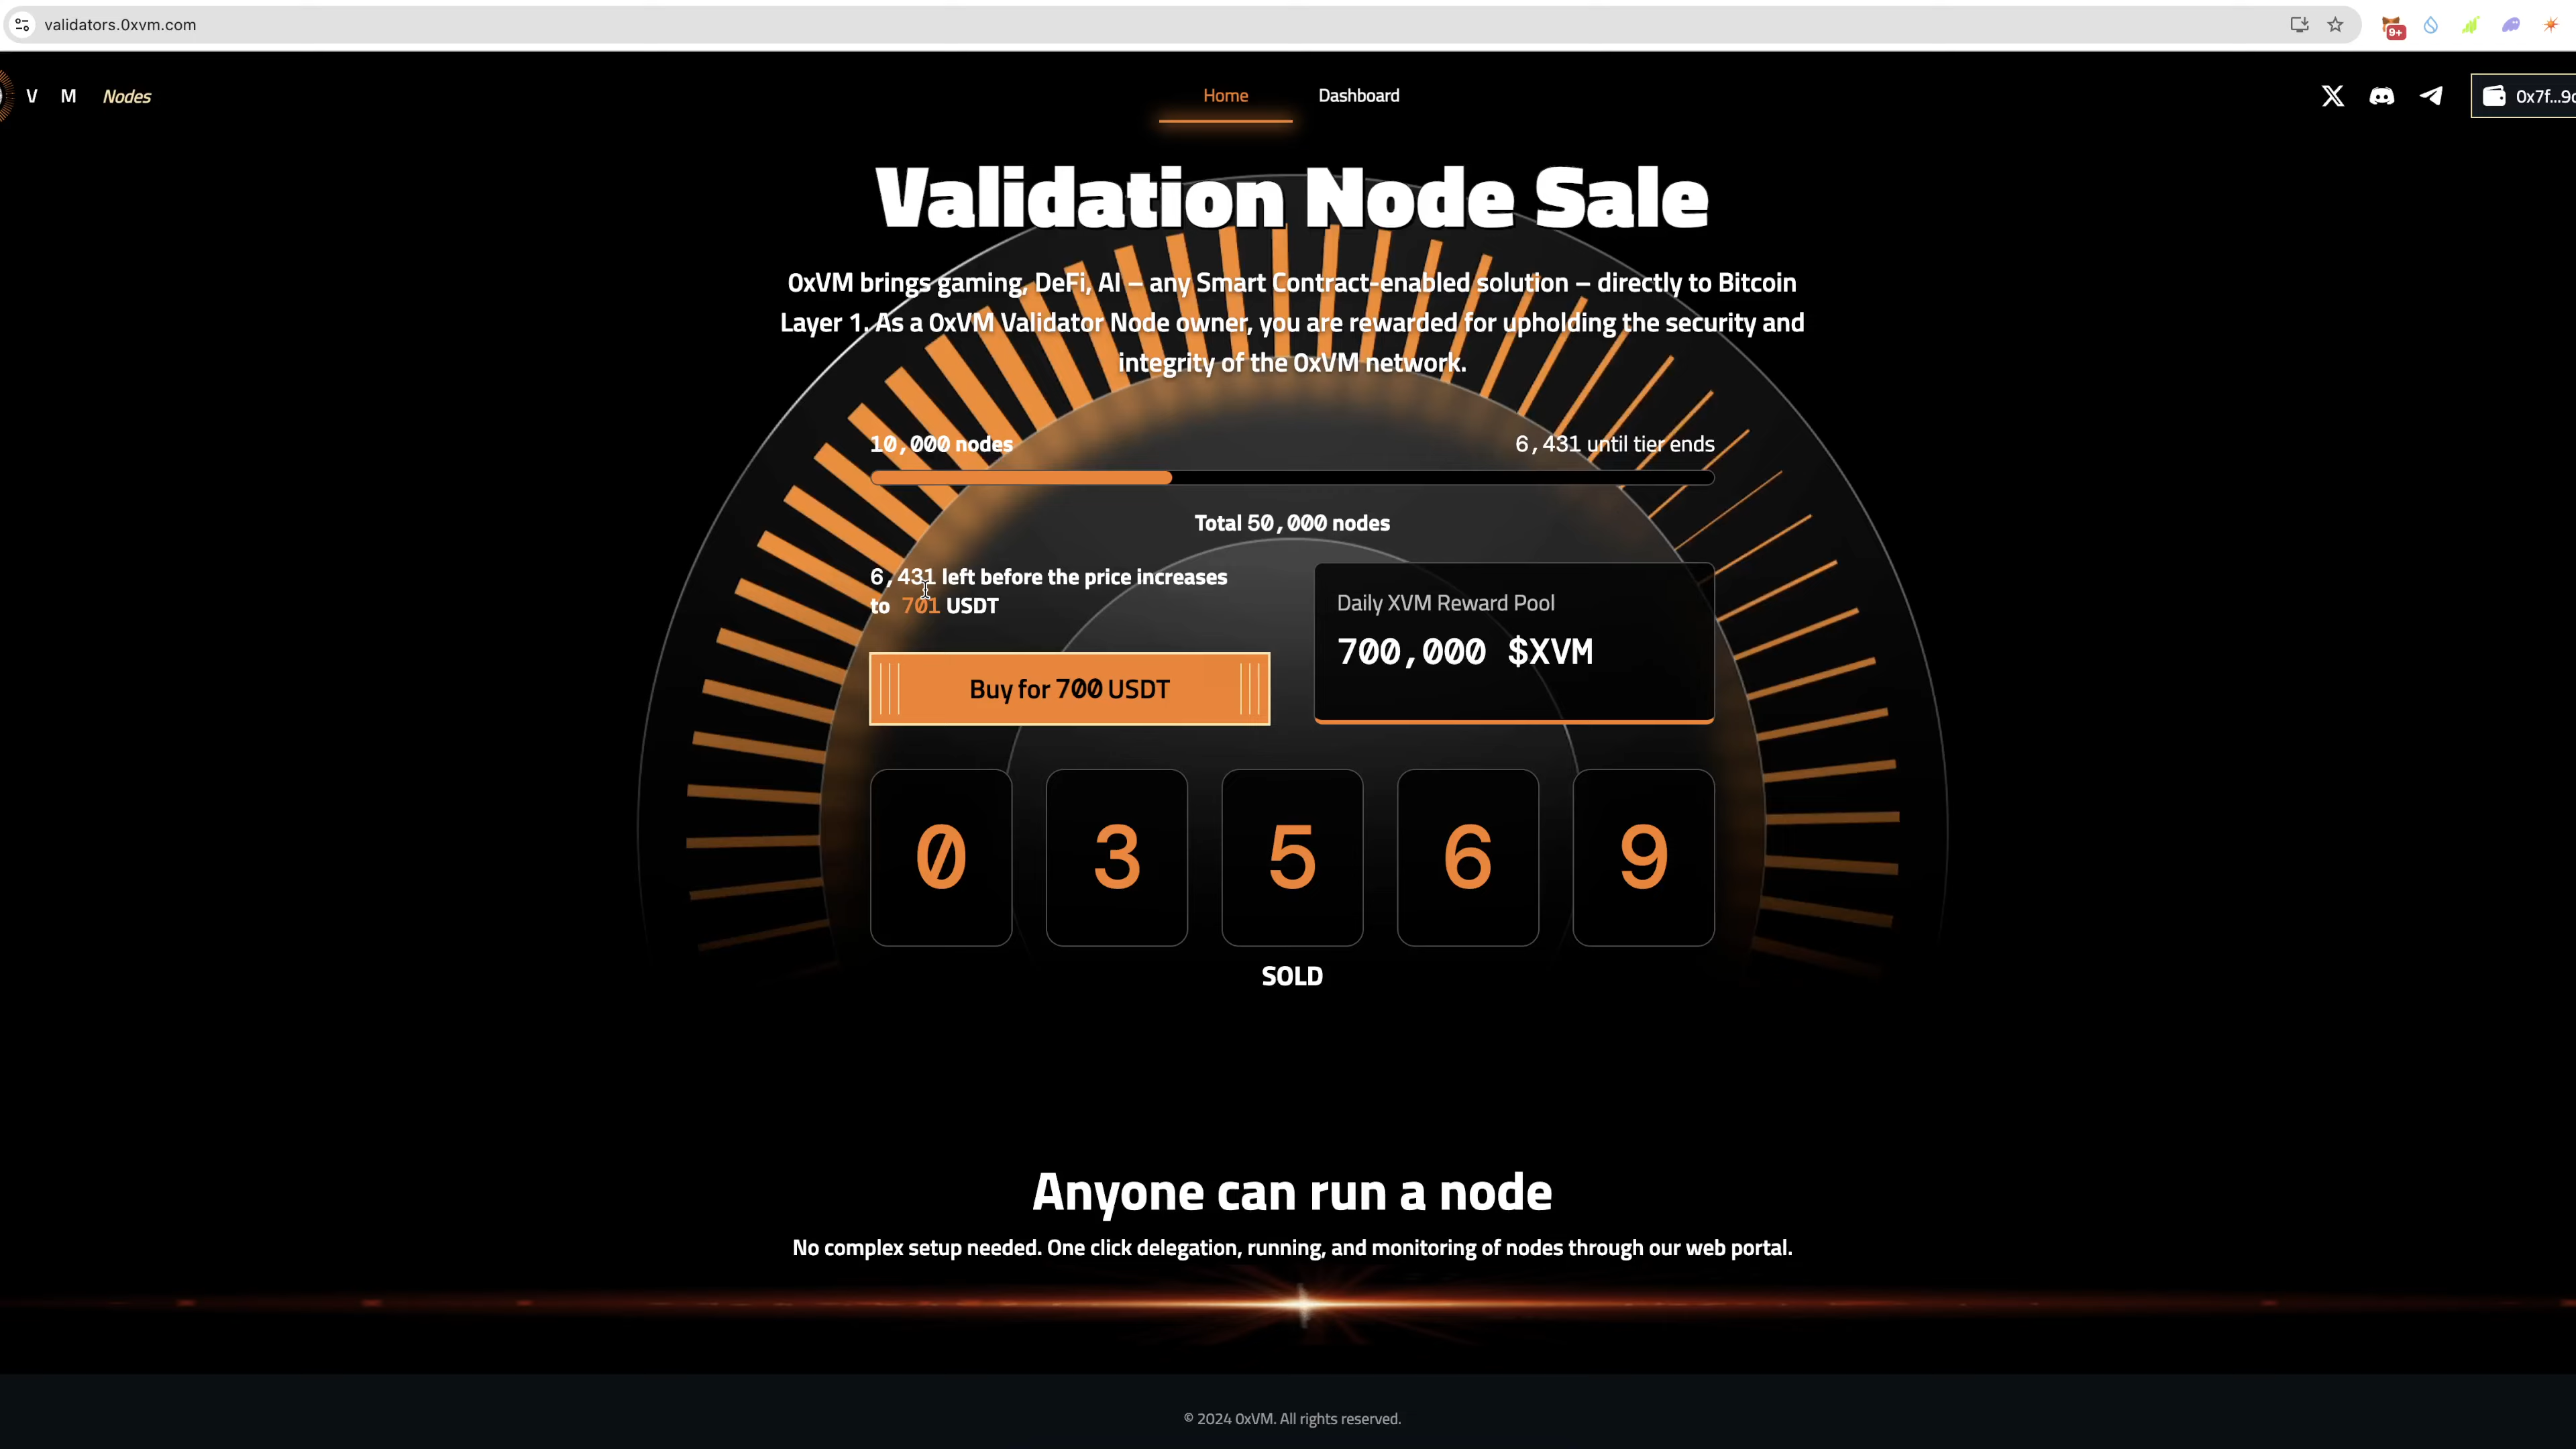 validators.0xvm.com
9+
V M Nodes
Home
Dashboard
0x7f...9
Validation Node Sale
0xVM brings gaming, DeFi, AI – any Smart Contract-enabled solution – directly to Bitcoin
Layer 1. As a 0xVM Validator Node owner, you are rewarded for upholding the security and
integrity of the 0xVM network.
10,000 nodes
6,431 until tier ends
Total 50,000 nodes
6,431 left before the price increases
to 701 USDT
Daily XVM Reward Pool
700,000 $XVM
Buy for 700 USDT
0 3 5 6 9
SOLD
Anyone can run a node
No complex setup needed. One click delegation, running, and monitoring of nodes through our web portal.
© 2024 0xVM. All rights reserved.